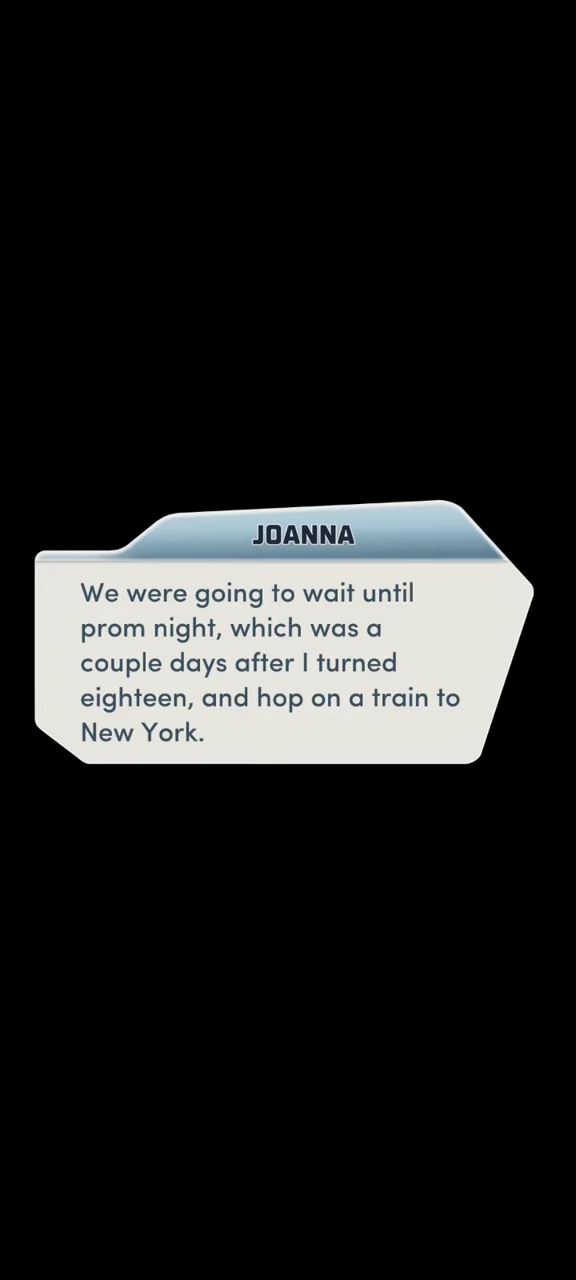 JOANNA
We were going to wait until
prom night, which was a
couple days after I turned
eighteen, and hop on a train to
New York.